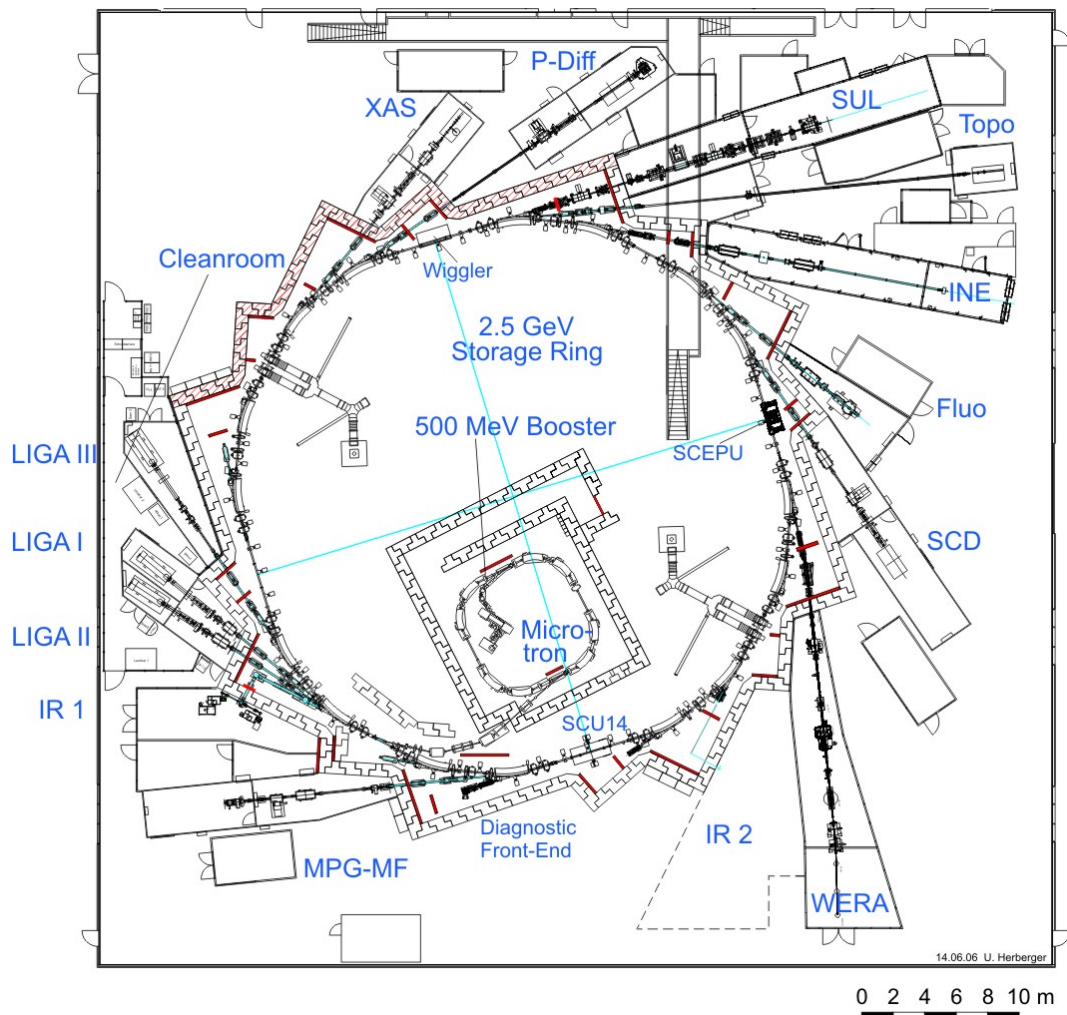 P-Diff
XAS
SUL
Topo
Cleanroom
Wiggler
INE
2.5 GeV
Storage Ring
Fluo
500 MeV Booster
LIGA III
SCEPU
LIGA I
SCD
LIGA II
Micro-
tron
IR 1
SCU14
Diagnostic
Front-End
IR 2
MPG-MF
WERA
14.06.06 U. Herberger
0 2 4 6 8 10 m